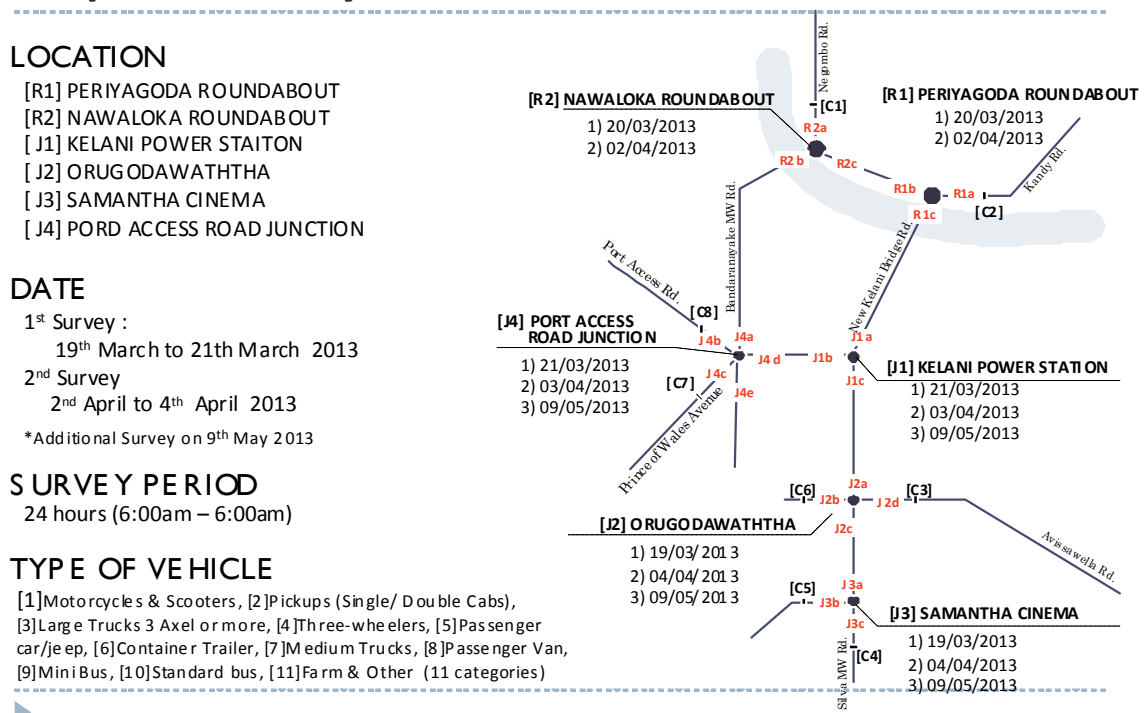 LOCATION
[R1] PERIYAGODA ROUNDABOUT
[R2] NAWALOKA ROUNDABOUT
[ J1] KELANI POWER STAITON
[ J2] ORUGODAWATHTHA
[ J3] SAMANTHA CINEMA
[ J4] PORD ACCESS ROAD JUNCTION
DATE
1st Survey :
19th March to 21th March 2013
2nd Survey
2nd April to 4th April 2013
*Additional Survey on 9th May 2013
SURVEY PERIOD
24 hours (6:00am – 6:00am)
TYPE OF VEHICLE
[1]Motorcycles & Scooters, [2]Pickups (Single/ Double Cabs),
[3]Large Trucks 3 Axel or more, [4]Three-wheelers, [5]Passenger
car/jeep, [6]Container Trailer, [7]Medium Trucks, [8]Passenger Van,
[9]Mini Bus, [10]Standard bus, [11]Farm & Other (11 categories)
Negombo Rd.
[C1]
[R2] NAWALOKA ROUNDABOUT
1) 20/03/2013
2) 02/04/2013
[R1] PERIYAGODA ROUNDABOUT
1) 20/03/2013
2) 02/04/2013
R2a
R2b
R2c
R1b
R1a
R1c
[C2]
Kandy Rd.
Bandaranayake MW Rd.
New Kelani Bridge Rd.
Port Access Rd.
[C8]
[J4] PORT ACCESS
ROAD JUNCTION
1) 21/03/2013
2) 03/04/2013
3) 09/05/2013
J4b
J4a
J4d
J4c
J4e
[C7]
Prince of Wales Avenue
J1a
J1b
J1c
[J1] KELANI POWER STATION
1) 21/03/2013
2) 03/04/2013
3) 09/05/2013
J2a
[C6]
J2b
J2d
[C3]
J2c
[J2] ORUGODAWATHTHA
1) 19/03/2013
2) 04/04/2013
3) 09/05/2013
Avissawella Rd.
[C5]
J3a
J3b
J3c
[J3] SAMANTHA CINEMA
1) 19/03/2013
2) 04/04/2013
3) 09/05/2013
[C4]
Silva MW Rd.